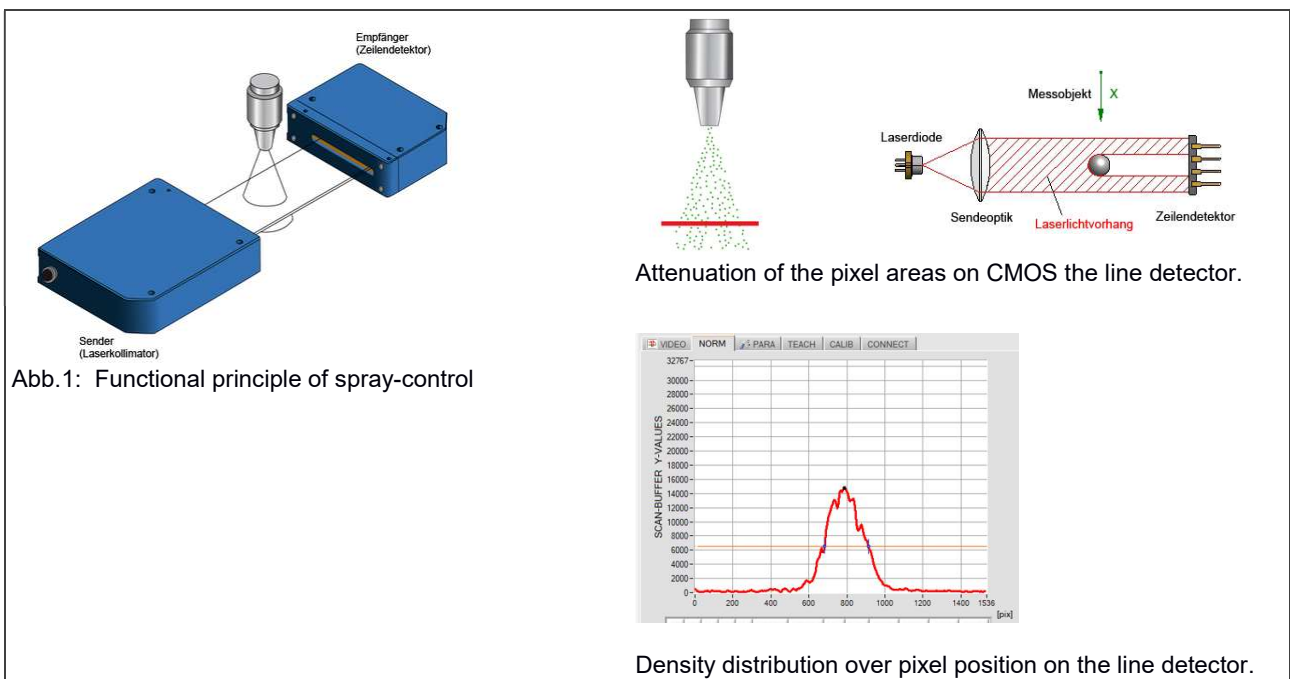 Empfänger
(Zeilendetektor)
Sender
(Laserkollimator)
Abb.1: Functional principle of spray-control
Messobjekt X
Laserdiode
Sendeoptik
Laserlichtvorhang
Zeilendetektor
Attenuation of the pixel areas on CMOS the line detector.
VIDEO NORM PARA TEACH CALIB CONNECT
SCAN-BUFFER Y-VALUES
32767
30000
28000
26000
24000
22000
20000
18000
16000
14000
12000
10000
8000
6000
4000
2000
0
0 200 400 600 800 1000 1200 1400 1536
[pix]
Density distribution over pixel position on the line detector.